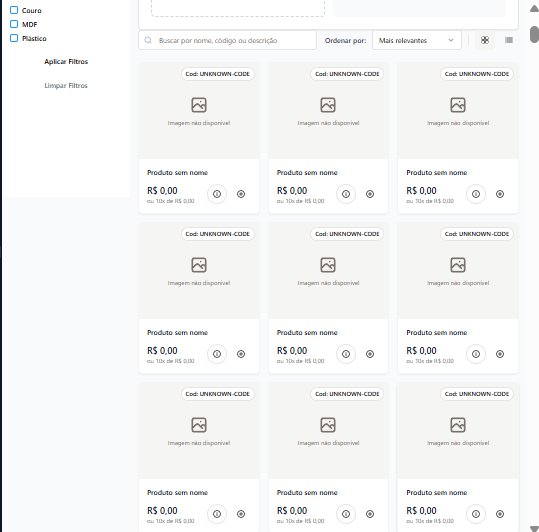 Couro
MDF
Plástico
Aplicar Filtros
Limpar Filtros
Buscar por nome, código ou descrição
Ordenar por:
Mais relevantes
Cod: UNKNOWN-CODE
Cod: UNKNOWN-CODE
Cod: UNKNOWN-CODE
Imagem não disponível
Imagem não disponível
Imagem não disponível
Produto sem nome
Produto sem nome
Produto sem nome
R$ 0,00
R$ 0,00
R$ 0,00
ou 10x de R$ 0,00
ou 10x de R$ 0,00
ou 10x de R$ 0,00
Cod: UNKNOWN-CODE
Cod: UNKNOWN-CODE
Cod: UNKNOWN-CODE
Imagem não disponível
Imagem não disponível
Imagem não disponível
Produto sem nome
Produto sem nome
Produto sem nome
R$ 0,00
R$ 0,00
R$ 0,00
ou 10x de R$ 0,00
ou 10x de R$ 0,00
ou 10x de R$ 0,00
Cod: UNKNOWN-CODE
Cod: UNKNOWN-CODE
Cod: UNKNOWN-CODE
Imagem não disponível
Imagem não disponível
Imagem não disponível
Produto sem nome
Produto sem nome
Produto sem nome
R$ 0,00
R$ 0,00
R$ 0,00
ou 10x de R$ 0,00
ou 10x de R$ 0,00
ou 10x de R$ 0,00